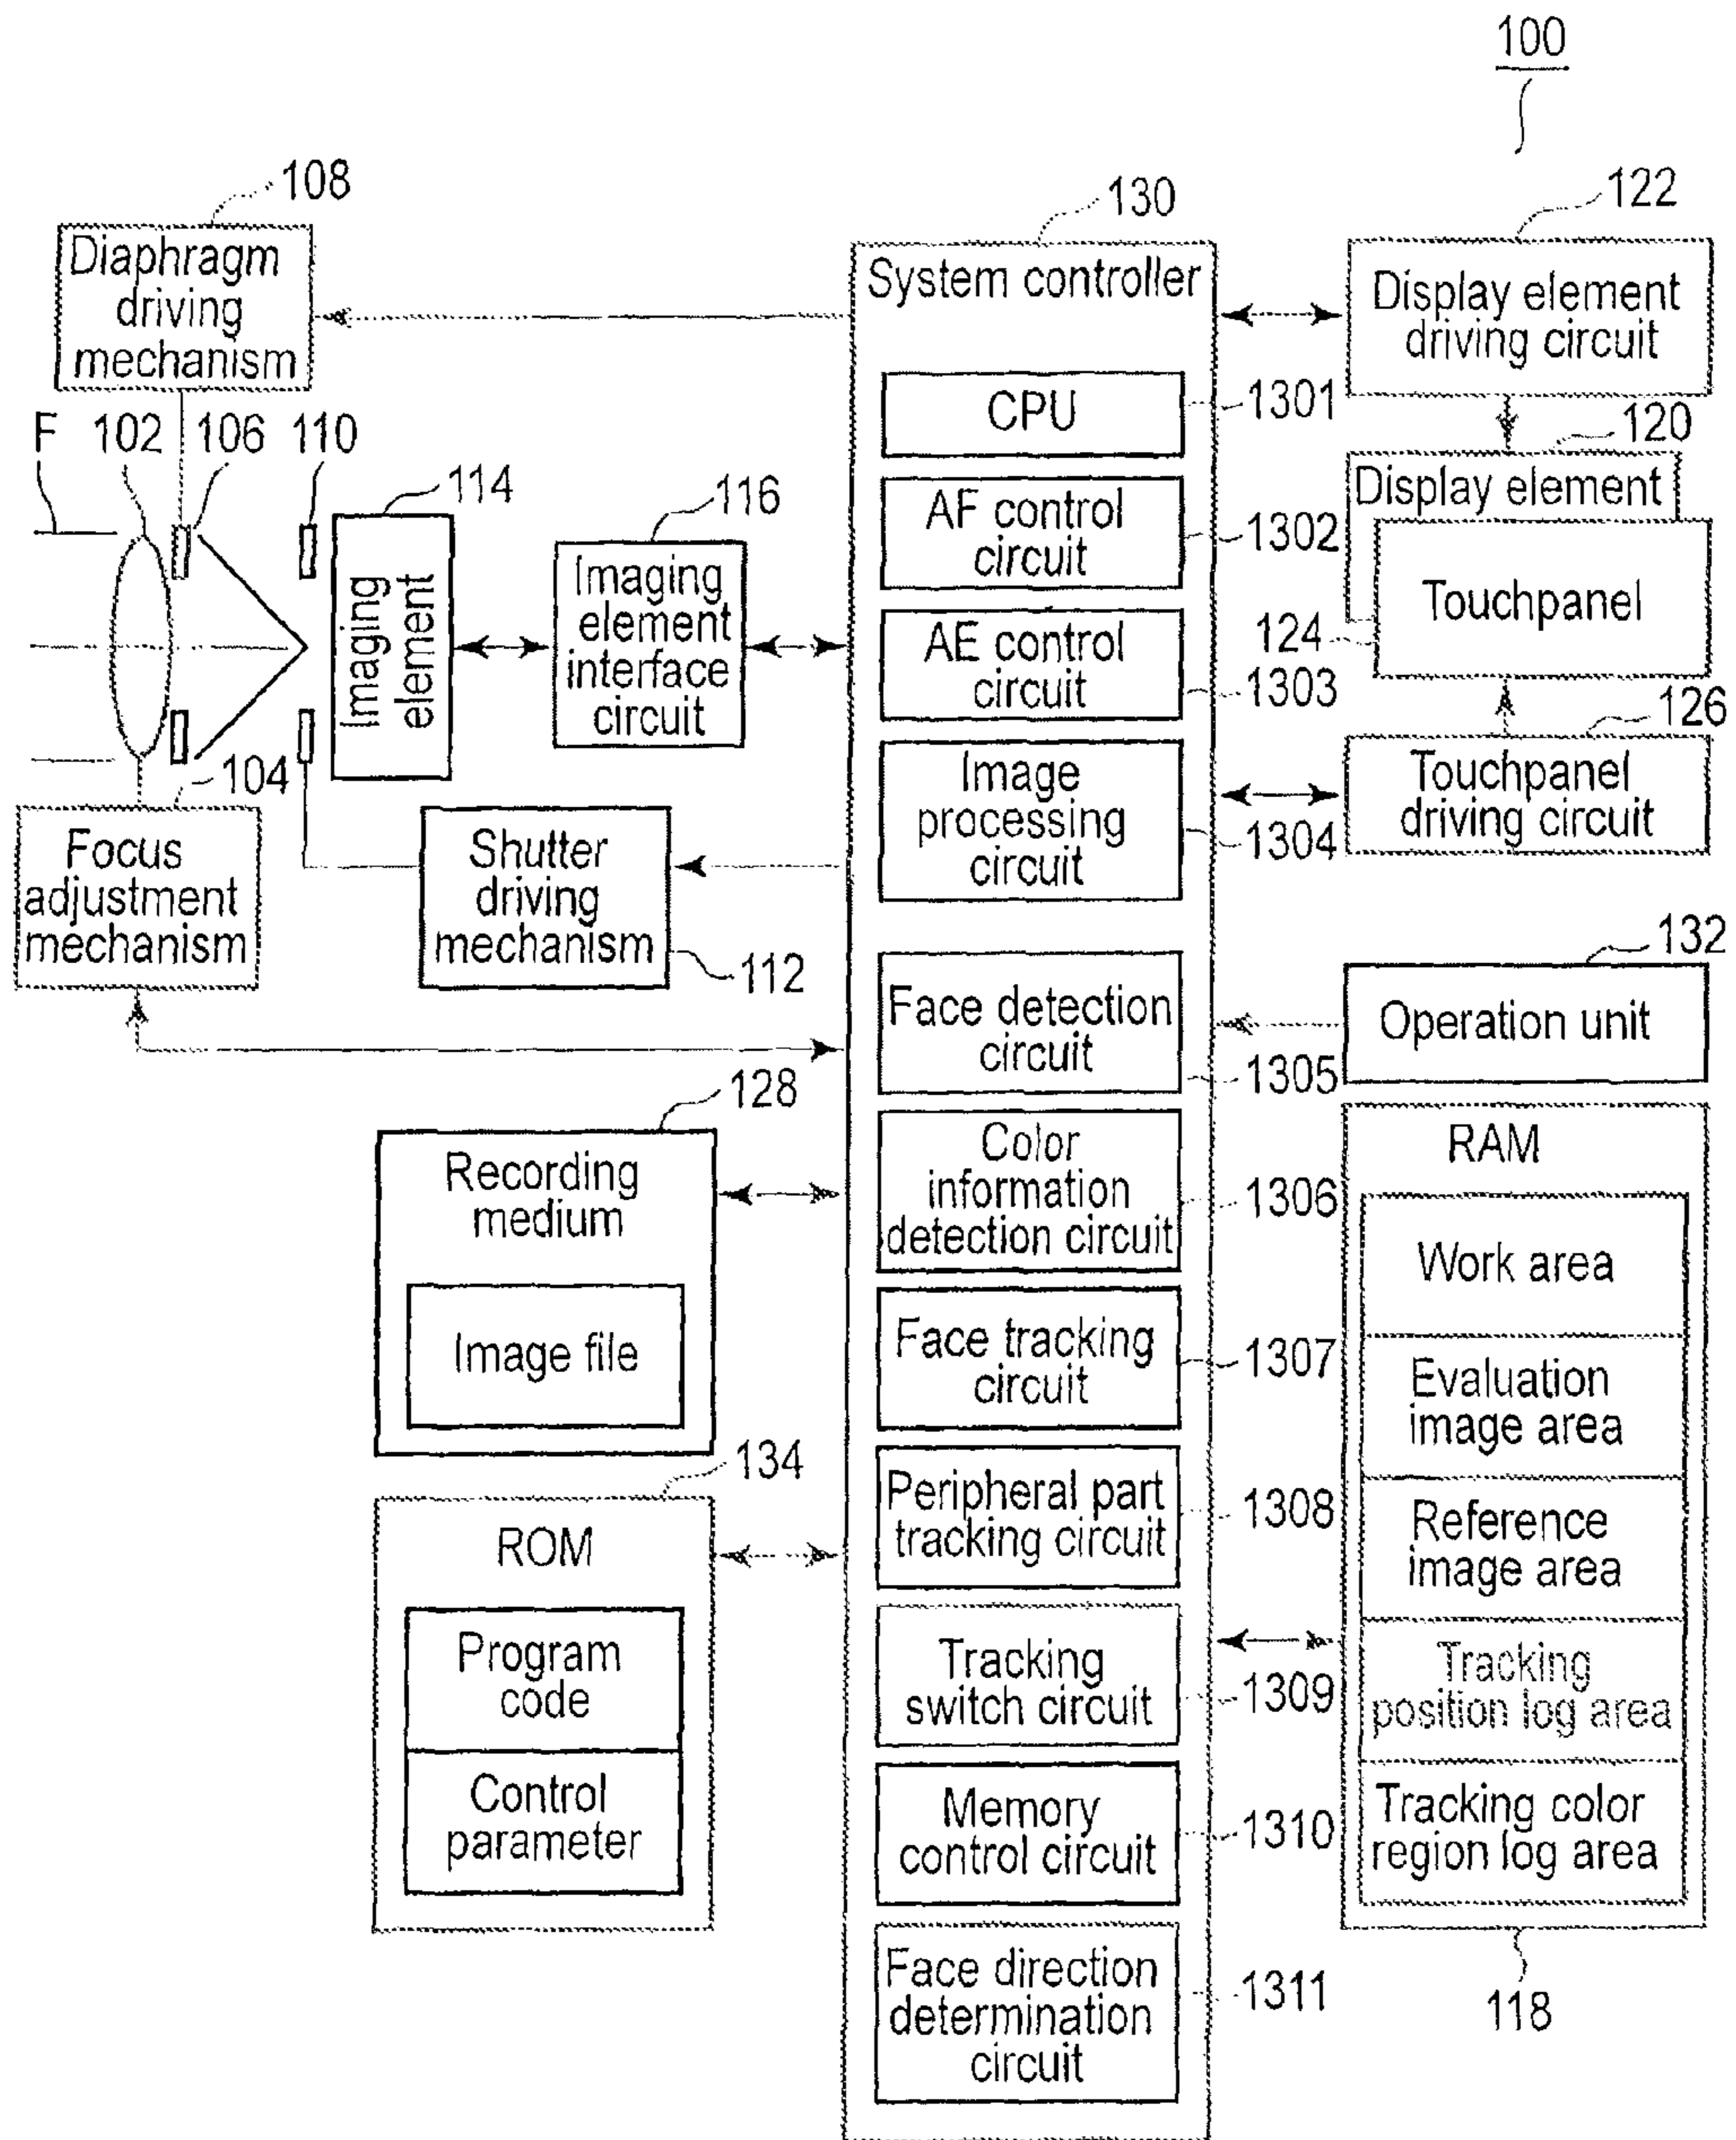 100
108
Diaphragm
driving
mechanism
F
102
106
110
114
Imaging
element
116
Imaging
element
interface
circuit
104
Focus
adjustment
mechanism
Shutter
driving
mechanism
112
128
Recording
medium
Image file
134
ROM
Program
code
Control
parameter
130
System controller
CPU
1301
AF control
circuit
1302
AE control
circuit
1303
Image
processing
circuit
1304
Face detection
circuit
1305
Color
information
detection circuit
1306
Face tracking
circuit
1307
Peripheral part
tracking circuit
1308
Tracking
switch circuit
1309
Memory
control circuit
1310
Face direction
determination
circuit
1311
122
Display element
driving circuit
120
Display element
Touchpanel
124
126
Touchpanel
driving circuit
132
Operation unit
RAM
Work area
Evaluation
image area
Reference
image area
Tracking
position log area
Tracking color
region log area
118